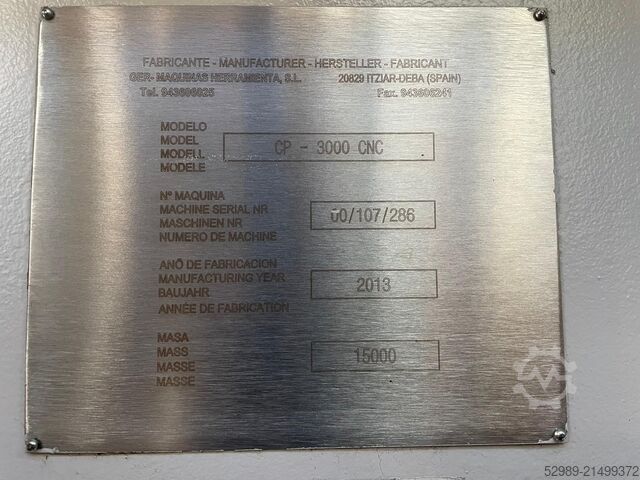 FABRICANTE - MANUFACTURER - HERSTELLER - FABRICANT
GER- MAQUINAS HERRAMIENTA, S.L. 20829 ITZIAR-DEBA (SPAIN)
Tel. 943606025 Fax. 943606241
MODELO
MODEL
MODELL
MODÈLE
CP - 3000 CNC
Nº MAQUINA
MACHINE SERIAL NR
MASCHINEN NR
NUMERO DE MACHINE
00/107/286
ANÖ DE FABRICACION
MANUFACTURING YEAR
BAUJAHR
ANNÉE DE FABRICATION
2013
MASA
MASS
MASSE
MASSE
15000
52989-21499372